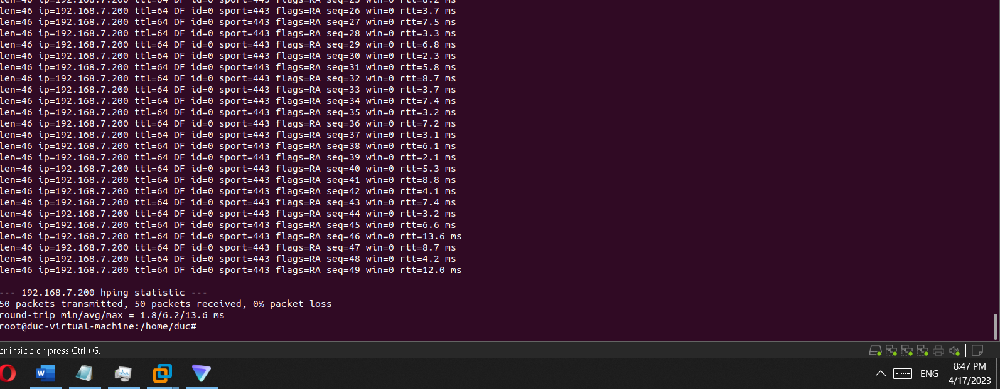 len=46 ip=192.168.7.200 ttl=64 DF id=0 sport=443 flags=RA seq=25 win=0 rtt=8.2 ms
len=46 ip=192.168.7.200 ttl=64 DF id=0 sport=443 flags=RA seq=26 win=0 rtt=3.7 ms
len=46 ip=192.168.7.200 ttl=64 DF id=0 sport=443 flags=RA seq=27 win=0 rtt=7.5 ms
len=46 ip=192.168.7.200 ttl=64 DF id=0 sport=443 flags=RA seq=28 win=0 rtt=3.3 ms
len=46 ip=192.168.7.200 ttl=64 DF id=0 sport=443 flags=RA seq=29 win=0 rtt=6.8 ms
len=46 ip=192.168.7.200 ttl=64 DF id=0 sport=443 flags=RA seq=30 win=0 rtt=2.3 ms
len=46 ip=192.168.7.200 ttl=64 DF id=0 sport=443 flags=RA seq=31 win=0 rtt=5.8 ms
len=46 ip=192.168.7.200 ttl=64 DF id=0 sport=443 flags=RA seq=32 win=0 rtt=8.7 ms
len=46 ip=192.168.7.200 ttl=64 DF id=0 sport=443 flags=RA seq=33 win=0 rtt=3.7 ms
len=46 ip=192.168.7.200 ttl=64 DF id=0 sport=443 flags=RA seq=34 win=0 rtt=7.4 ms
len=46 ip=192.168.7.200 ttl=64 DF id=0 sport=443 flags=RA seq=35 win=0 rtt=3.2 ms
len=46 ip=192.168.7.200 ttl=64 DF id=0 sport=443 flags=RA seq=36 win=0 rtt=7.2 ms
len=46 ip=192.168.7.200 ttl=64 DF id=0 sport=443 flags=RA seq=37 win=0 rtt=3.1 ms
len=46 ip=192.168.7.200 ttl=64 DF id=0 sport=443 flags=RA seq=38 win=0 rtt=6.1 ms
len=46 ip=192.168.7.200 ttl=64 DF id=0 sport=443 flags=RA seq=39 win=0 rtt=2.1 ms
len=46 ip=192.168.7.200 ttl=64 DF id=0 sport=443 flags=RA seq=40 win=0 rtt=5.3 ms
len=46 ip=192.168.7.200 ttl=64 DF id=0 sport=443 flags=RA seq=41 win=0 rtt=8.8 ms
len=46 ip=192.168.7.200 ttl=64 DF id=0 sport=443 flags=RA seq=42 win=0 rtt=4.1 ms
len=46 ip=192.168.7.200 ttl=64 DF id=0 sport=443 flags=RA seq=43 win=0 rtt=7.4 ms
len=46 ip=192.168.7.200 ttl=64 DF id=0 sport=443 flags=RA seq=44 win=0 rtt=3.2 ms
len=46 ip=192.168.7.200 ttl=64 DF id=0 sport=443 flags=RA seq=45 win=0 rtt=6.6 ms
len=46 ip=192.168.7.200 ttl=64 DF id=0 sport=443 flags=RA seq=46 win=0 rtt=13.6 ms
len=46 ip=192.168.7.200 ttl=64 DF id=0 sport=443 flags=RA seq=47 win=0 rtt=8.7 ms
len=46 ip=192.168.7.200 ttl=64 DF id=0 sport=443 flags=RA seq=48 win=0 rtt=4.2 ms
len=46 ip=192.168.7.200 ttl=64 DF id=0 sport=443 flags=RA seq=49 win=0 rtt=12.0 ms
--- 192.168.7.200 hping statistic ---
50 packets transmitted, 50 packets received, 0% packet loss
round-trip min/avg/max = 1.8/6.2/13.6 ms
root@duc-virtual-machine:/home/duc#
er inside or press Ctrl+G.
W
ENG
8:47 PM
4/17/2023